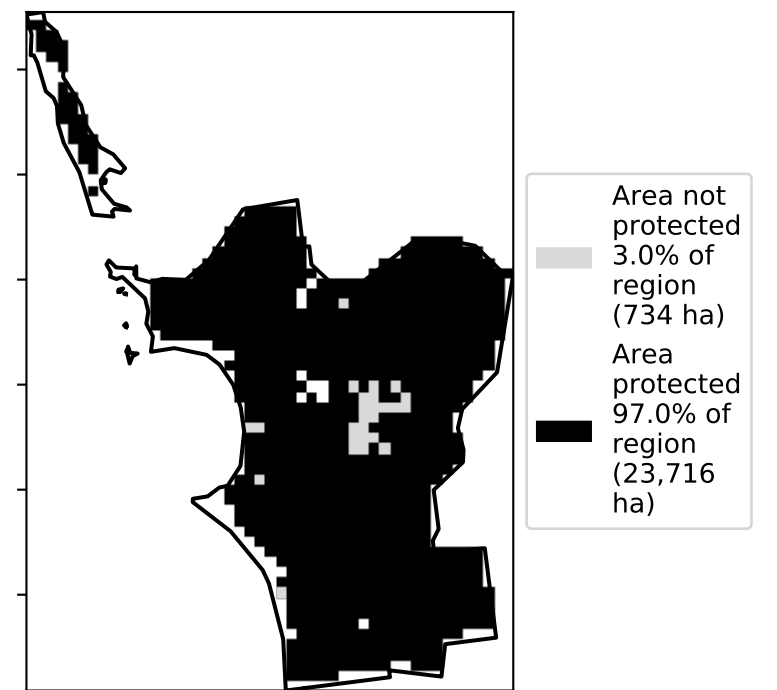 Area not
protected
3.0% of
region
(734 ha)
Area
protected
97.0% of
region
(23,716
ha)